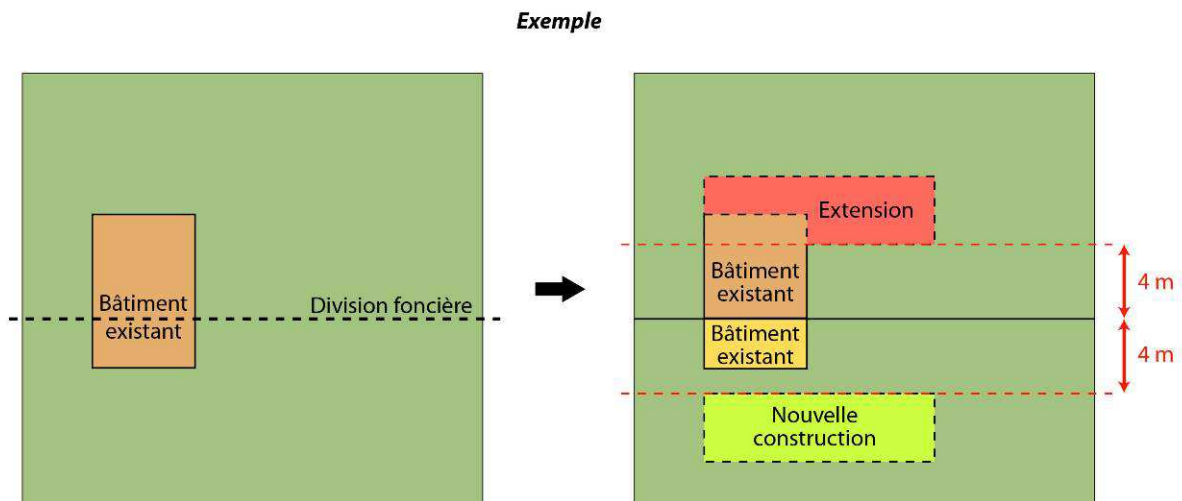 Exemple
Bâtiment
existant
Division foncière
Extension
Bâtiment
existant
4 m
Bâtiment
existant
4 m
Nouvelle
construction